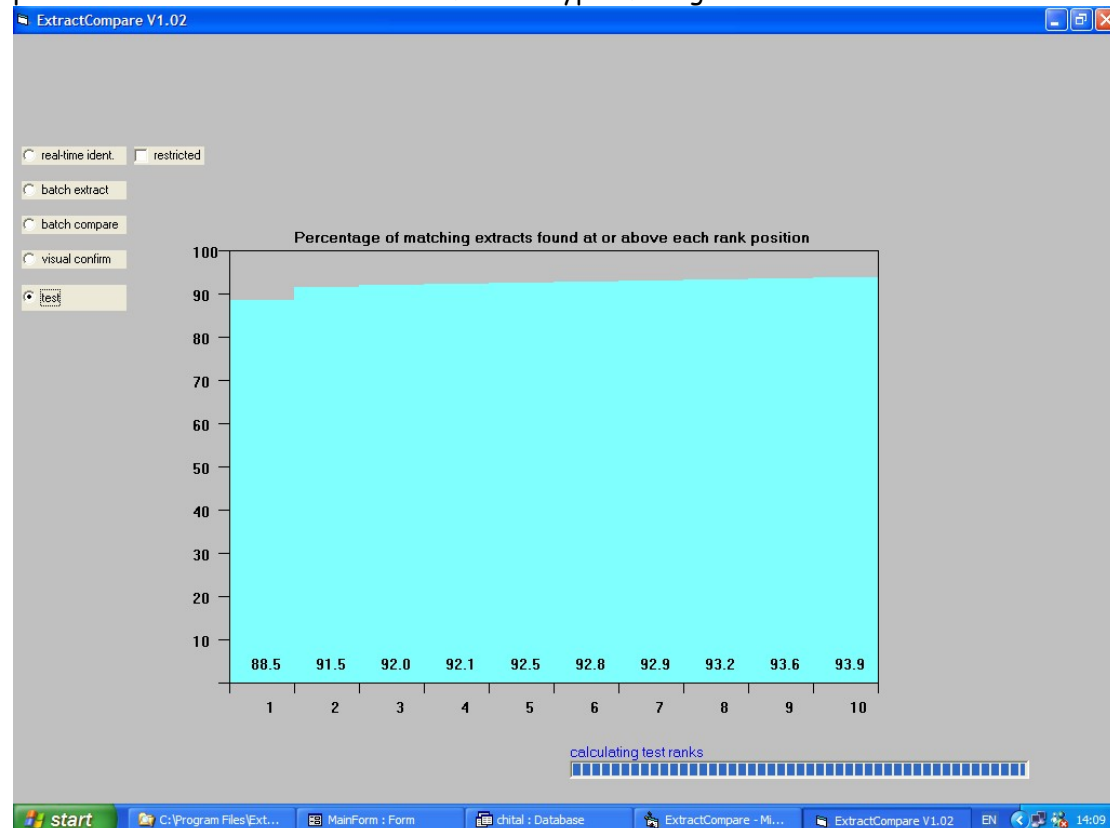 ExtractCompare V1.02
real-time ident. restricted
batch extract
batch compare
visual confirm
test
Percentage of matching extracts found at or above each rank position
100
90
80
70
60
50
40
30
20
10
88.5 91.5 92.0 92.1 92.5 92.8 92.9 93.2 93.6 93.9
1 2 3 4 5 6 7 8 9 10
calculating test ranks
start C:\Program Files\Ext... MainForm : Form chital : Database ExtractCompare - Mi... ExtractCompare V1.02 EN 14:09